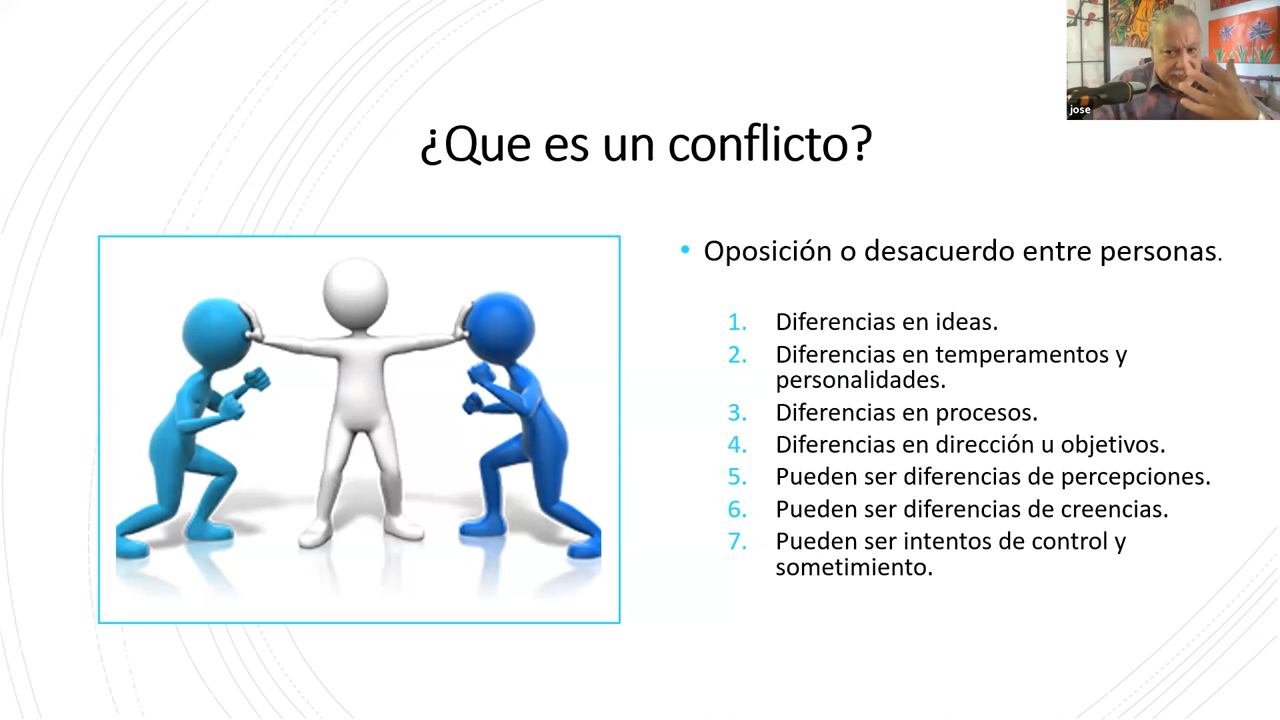 jose
¿Que es un conflicto?
• Oposición o desacuerdo entre personas.
1. Diferencias en ideas.
2. Diferencias en temperamentos y
personalidades.
3. Diferencias en procesos.
4. Diferencias en dirección u objetivos.
5. Pueden ser diferencias de percepciones.
6. Pueden ser diferencias de creencias.
7. Pueden ser intentos de control y
sometimiento.